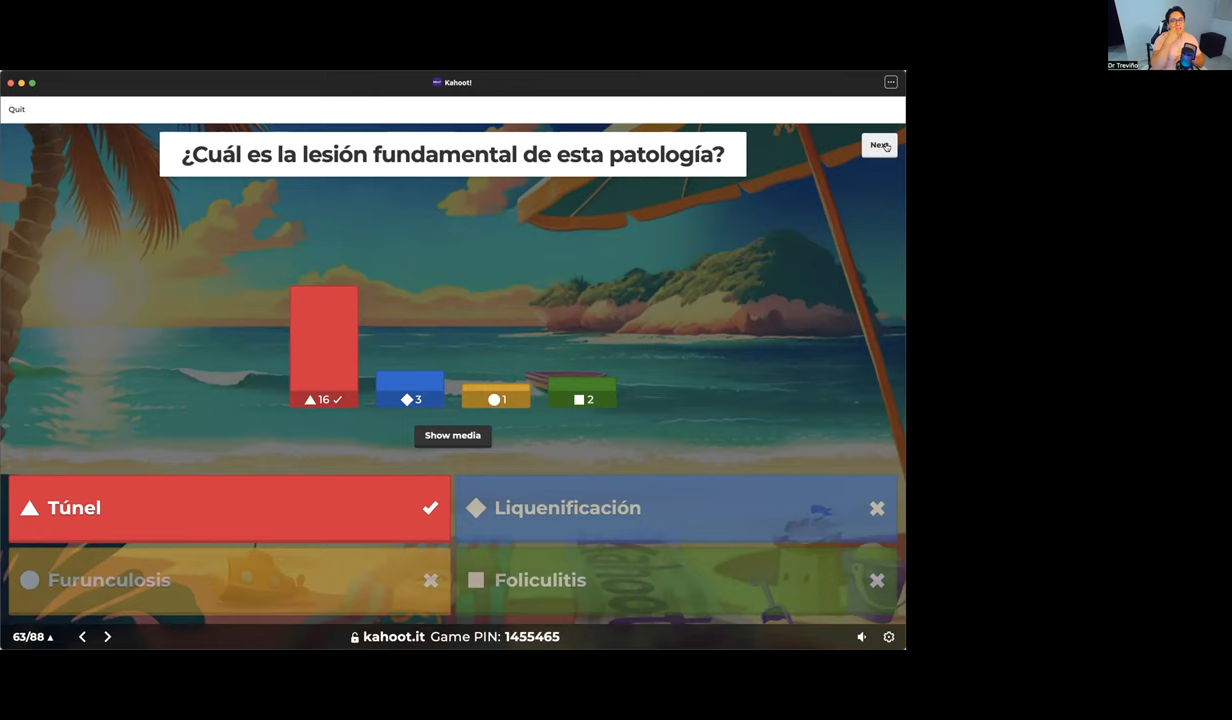 Dr Treviño
Kahoot!
Quit
¿Cuál es la lesión fundamental de esta patología?
Next
16
3
1
2
Show media
Túnel
Liquenificación
Furunculosis
Foliculitis
63/88
kahoot.it Game PIN: 1455465